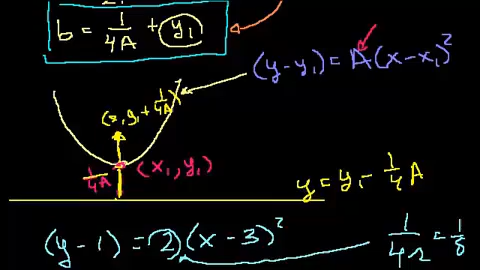 b = 1/4A + y₁
(y-y₁) = A(x-x₁)²
(x₁, y₁ + 1/4A)
1/4A (x₁, y₁)
y = y₁ - 1/4A
(y-1) = 2(x-3)²
1/4·2 = 1/8